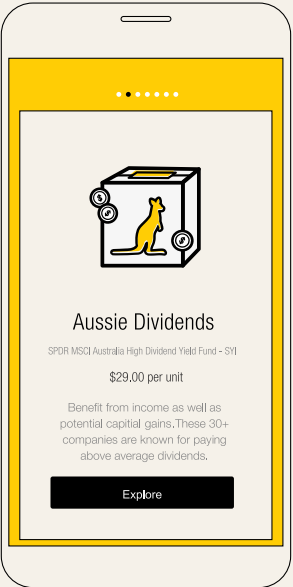 Aussie Dividends
SPDR MSCI Australia High Dividend Yield Fund - SYI
$29.00 per unit
Benefit from income as well as
potential capitial gains.These 30+
companies are known for paying
above average dividends.
Explore